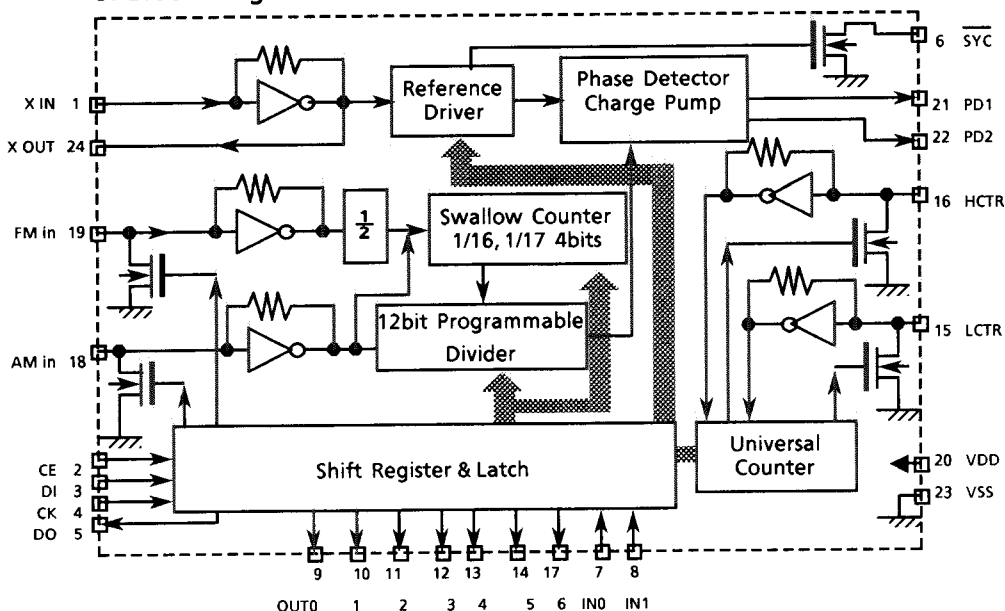 6 SYC
Phase Detector
Charge Pump
Reference
Driver
X IN 1
21 PD1
X OUT 24
22 PD2
1/2
Swallow Counter
1/16, 1/17 4bits
16 HCTR
FM in 19
12bit Programmable
Divider
15 LCTR
AM in 18
Shift Register & Latch
Universal
Counter
CE 2
DI 3
CK 4
DO 5
20 VDD
23 VSS
9 10 11 12 13 14 17 7 8
OUT0 1 2 3 4 5 6 IN0 IN1